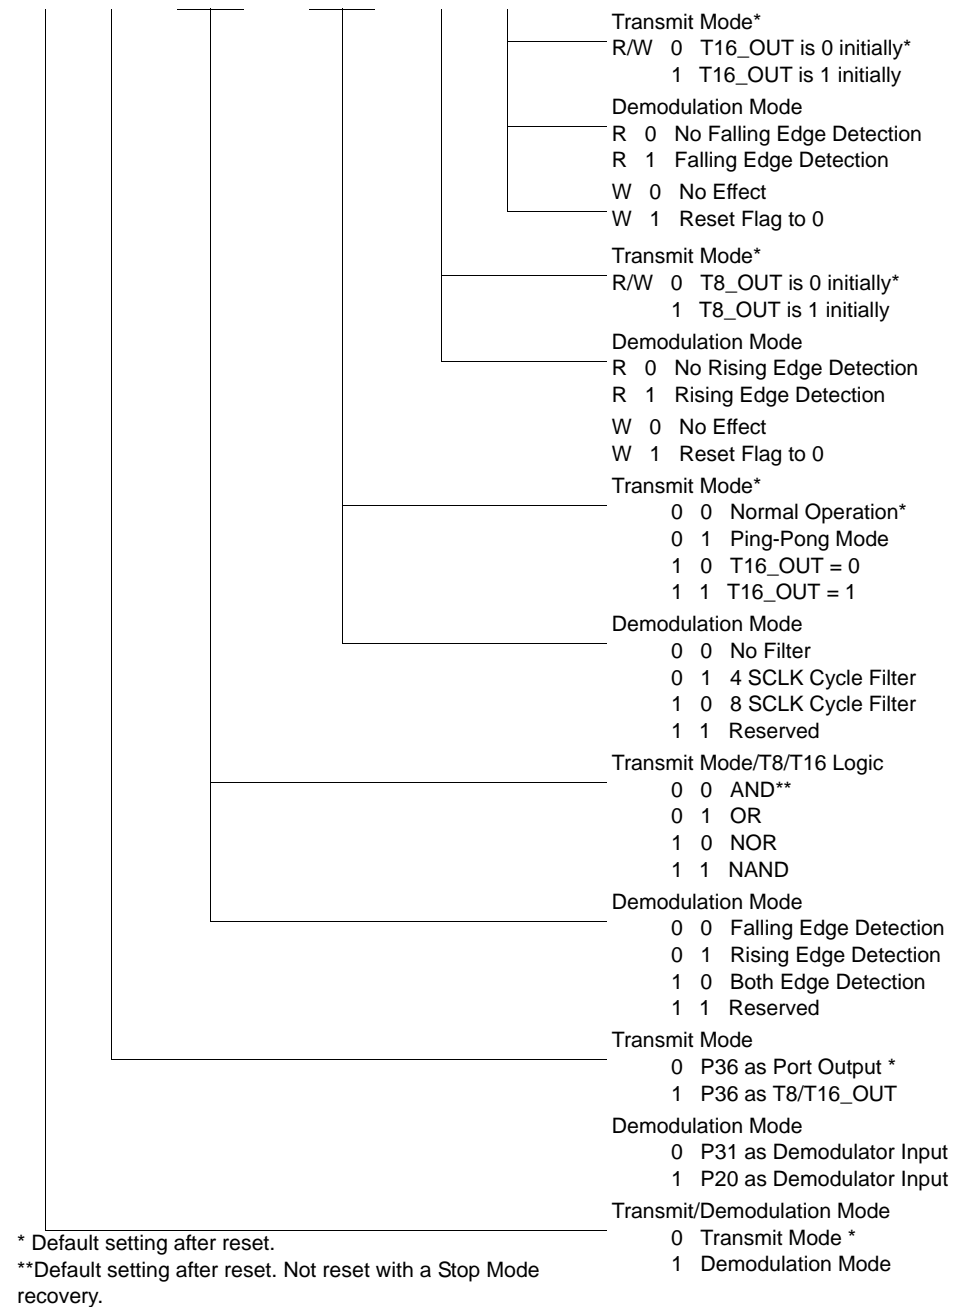 Transmit Mode*
R/W 0 T16_OUT is 0 initially*
1 T16_OUT is 1 initially
Demodulation Mode
R 0 No Falling Edge Detection
R 1 Falling Edge Detection
W 0 No Effect
W 1 Reset Flag to 0
Transmit Mode*
R/W 0 T8_OUT is 0 initially*
1 T8_OUT is 1 initially
Demodulation Mode
R 0 No Rising Edge Detection
R 1 Rising Edge Detection
W 0 No Effect
W 1 Reset Flag to 0
Transmit Mode*
0 0 Normal Operation*
0 1 Ping-Pong Mode
1 0 T16_OUT = 0
1 1 T16_OUT = 1
Demodulation Mode
0 0 No Filter
0 1 4 SCLK Cycle Filter
1 0 8 SCLK Cycle Filter
1 1 Reserved
Transmit Mode/T8/T16 Logic
0 0 AND**
0 1 OR
1 0 NOR
1 1 NAND
Demodulation Mode
0 0 Falling Edge Detection
0 1 Rising Edge Detection
1 0 Both Edge Detection
1 1 Reserved
Transmit Mode
0 P36 as Port Output *
1 P36 as T8/T16_OUT
Demodulation Mode
0 P31 as Demodulator Input
1 P20 as Demodulator Input
Transmit/Demodulation Mode
0 Transmit Mode *
1 Demodulation Mode
* Default setting after reset.
**Default setting after reset. Not reset with a Stop Mode
recovery.